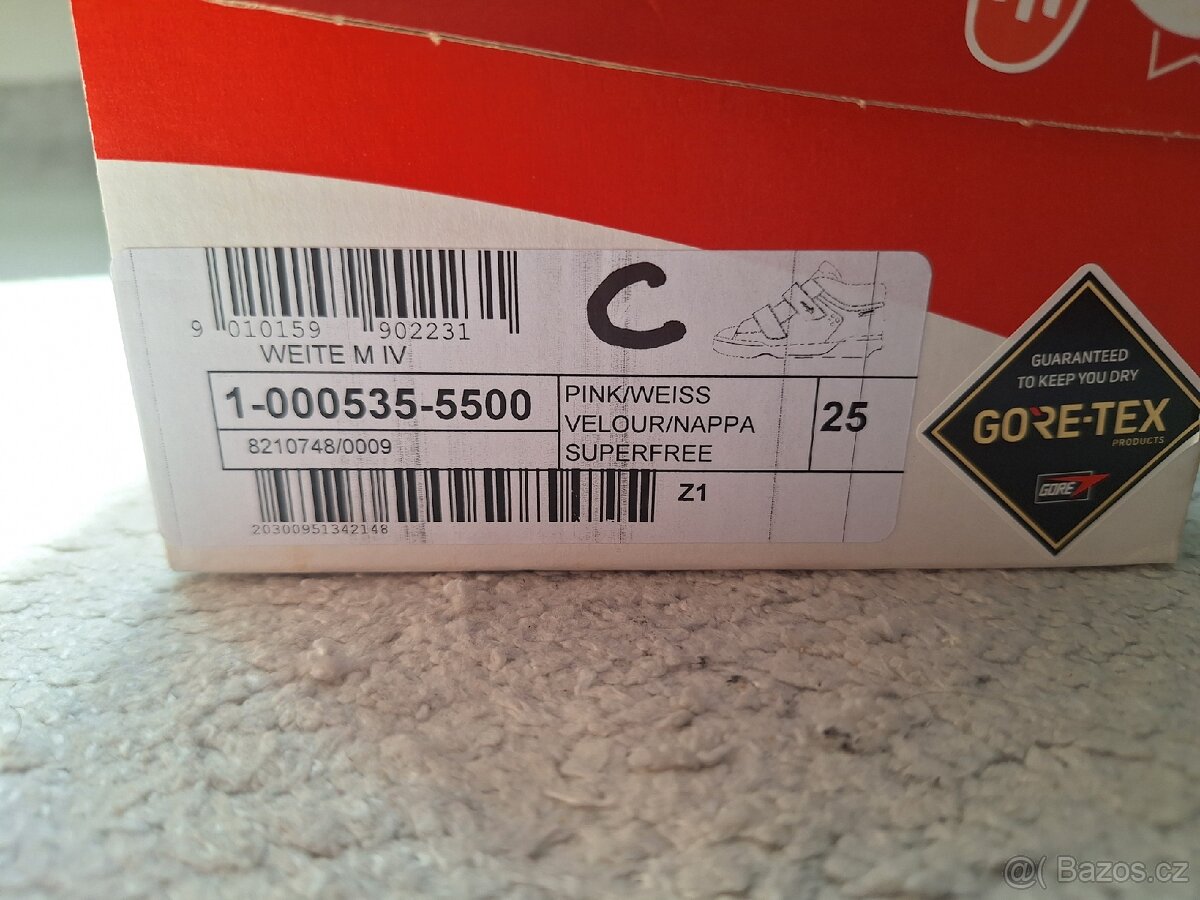 C
9 010159 902231
WEITE M IV
1-000535-5500
8210748/0009
PINK/WEISS
VELOUR/NAPPA
SUPERFREE
25
Z1
20300951342148
GUARANTEED
TO KEEP YOU DRY
GORE-TEX
PRODUCTS
GORE
@( Bazos.cz